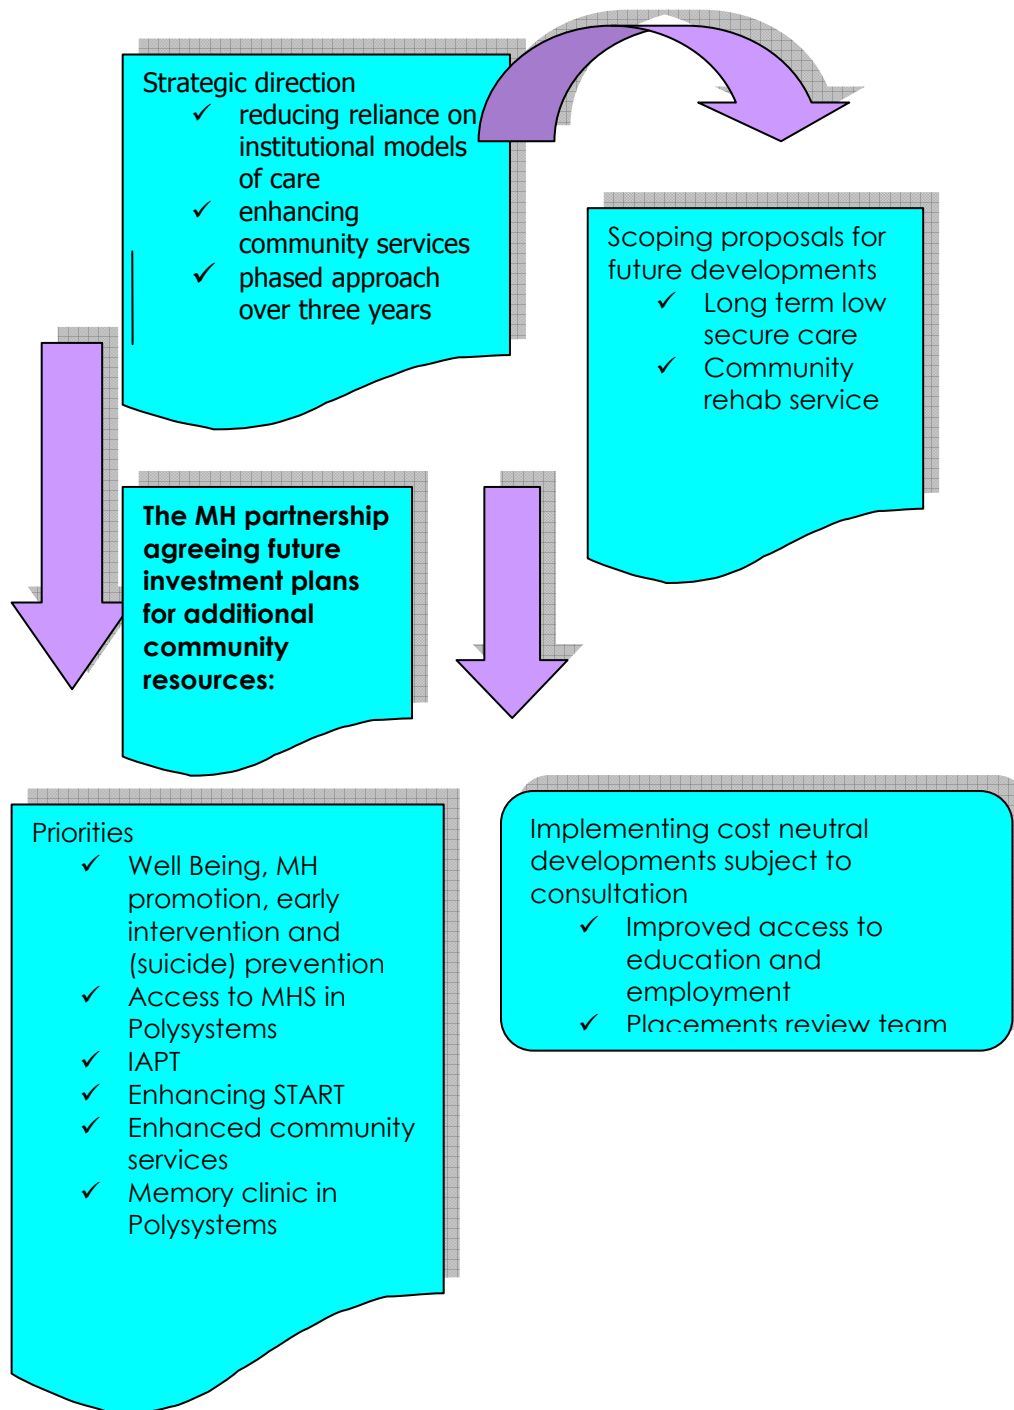 Strategic direction
✓ reducing reliance on
institutional models
of care
✓ enhancing
community services
✓ phased approach
over three years
Scoping proposals for
future developments
✓ Long term low
secure care
✓ Community
rehab service
The MH partnership
agreeing future
investment plans
for additional
community
resources:
Priorities
✓ Well Being, MH
promotion, early
intervention and
(suicide) prevention
✓ Access to MHS in
Polysystems
✓ IAPT
✓ Enhancing START
✓ Enhanced community
services
✓ Memory clinic in
Polysystems
Implementing cost neutral
developments subject to
consultation
✓ Improved access to
education and
employment
✓ Placements review team